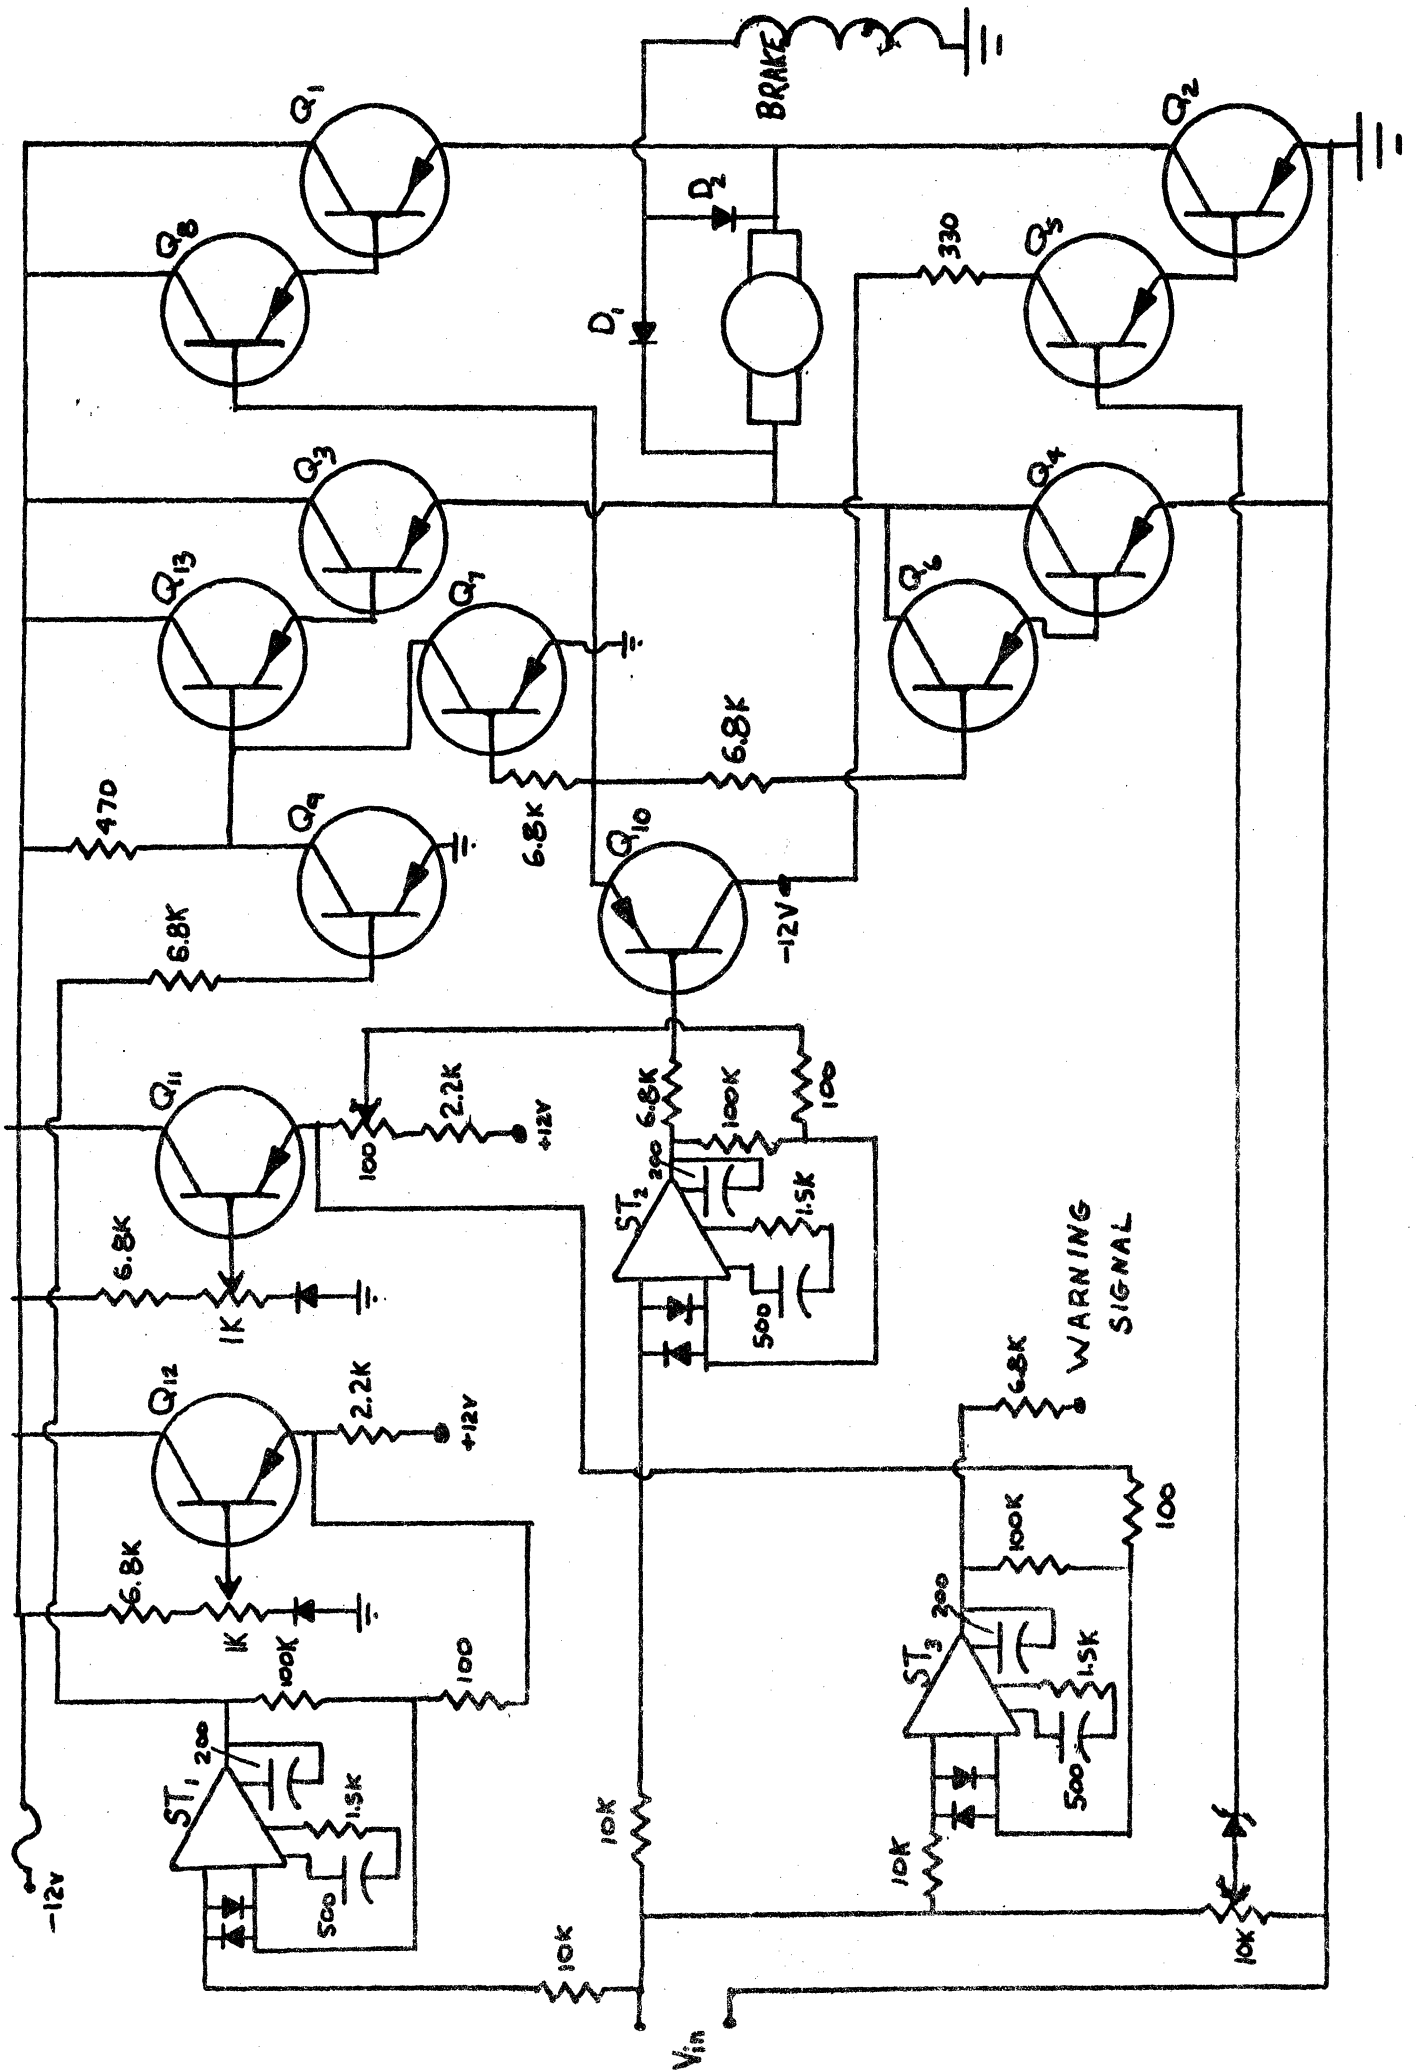 -12V
470
Q13
Q8
Q1
6.8K
Q9
Q3
Q7
6.8K
Q11
6.8K
100
2.2K
+12V
1K
Q12
6.8K
2.2K
+12V
1K
100K
100
ST1
200
1.5K
500
10K
Vin
10K
ST2
200
6.8K
100K
100
1.5K
500
Q10
-12V
6.8K
6.8K
D1
D2
BRAKE
Q6
Q4
330
Q5
Q2
10K
ST3
200
100K
1.5K
500
100
6.8K
WARNING
SIGNAL
10K